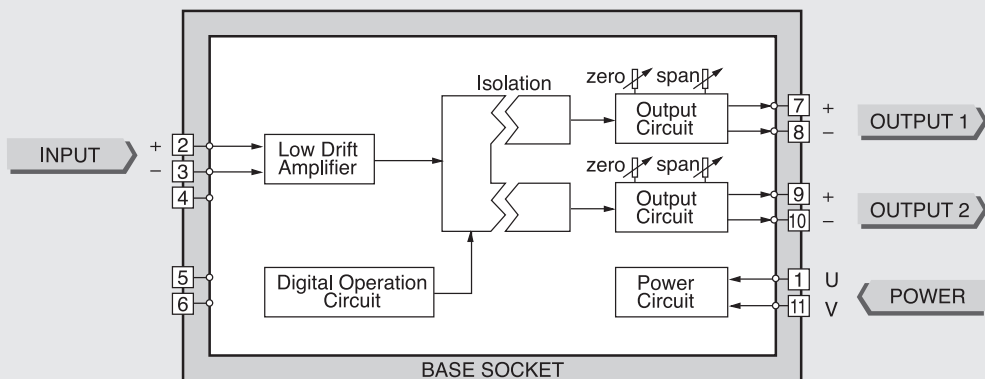 Isolation
zero span
INPUT
+ 2
− 3
4
5
6
Low Drift
Amplifier
Digital Operation
Circuit
Output
Circuit
7 +
8 −
OUTPUT 1
zero span
Output
Circuit
9 +
10 −
OUTPUT 2
Power
Circuit
1 U
11 V
POWER
BASE SOCKET